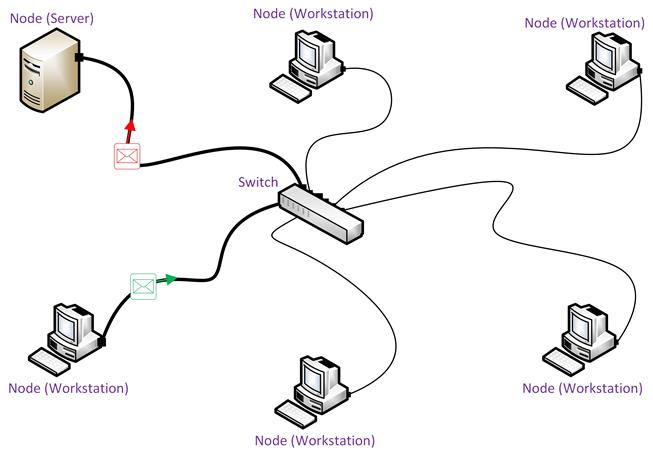 Node (Server)
Node (Workstation)
Node (Workstation)
Switch
Node (Workstation)
Node (Workstation)
Node (Workstation)